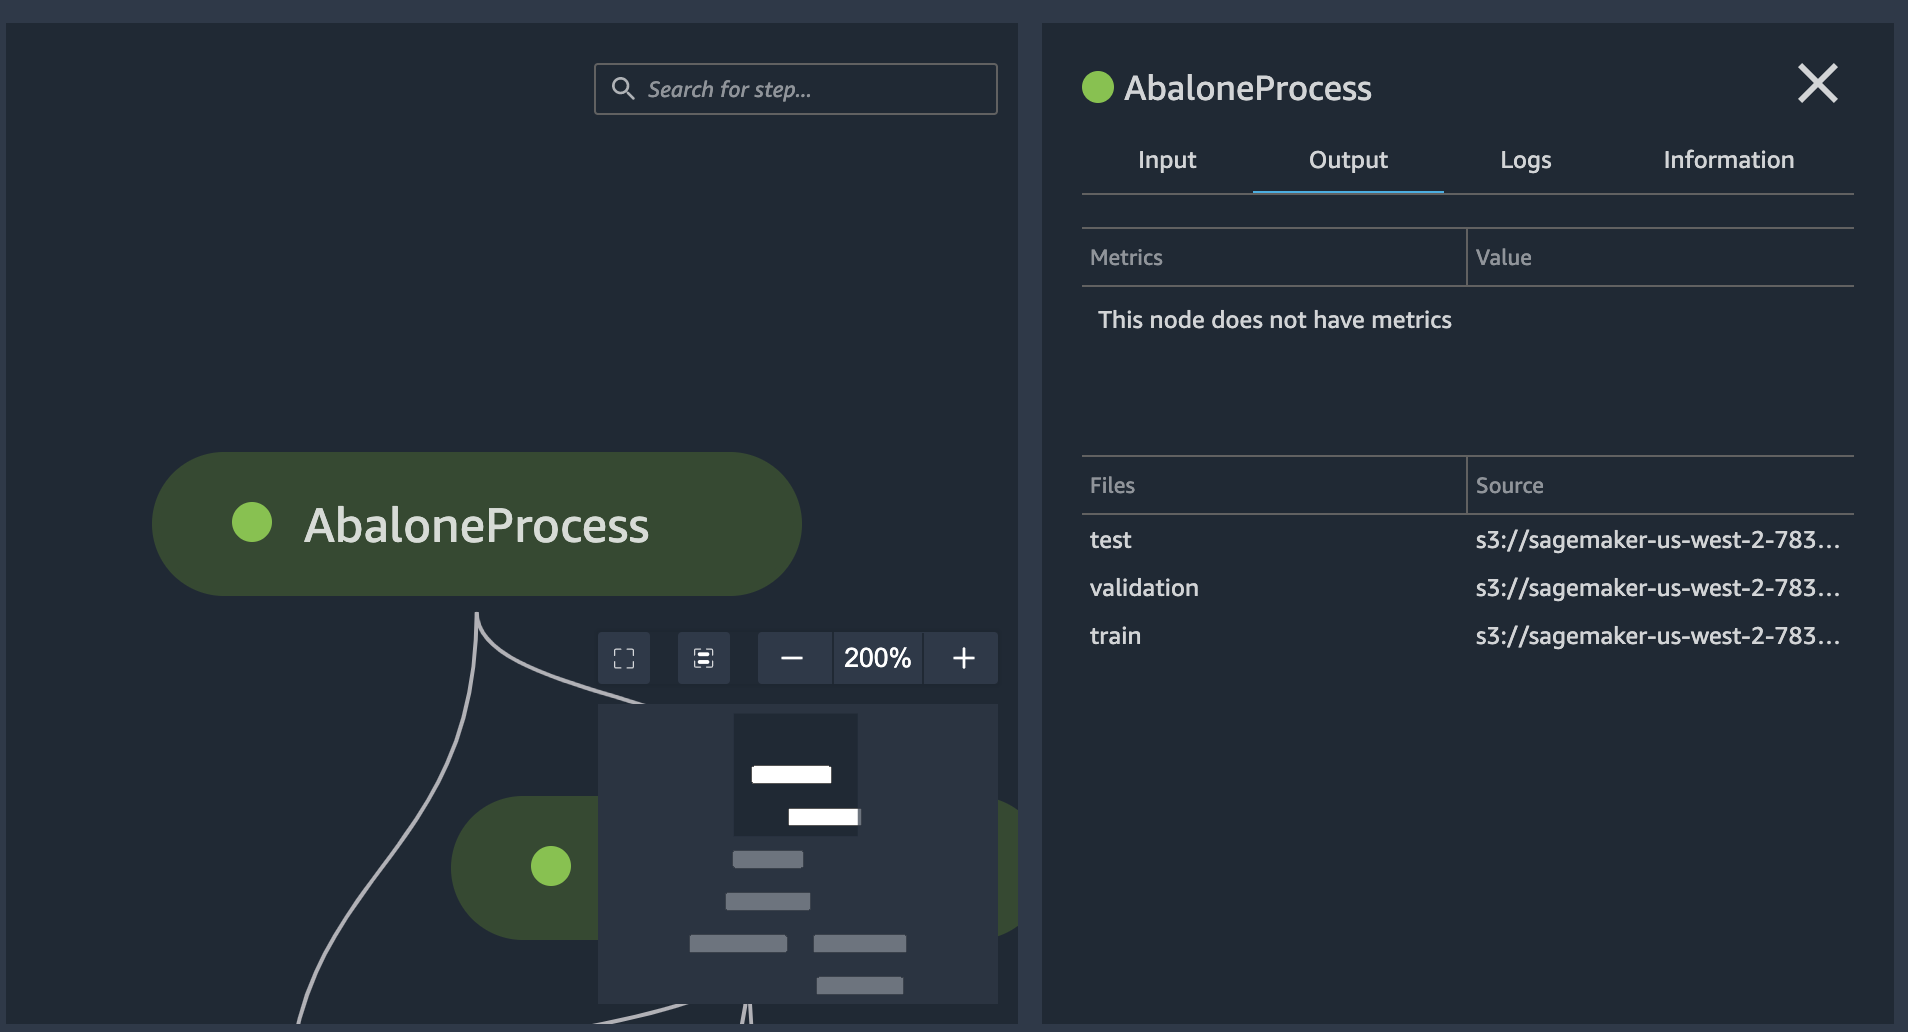 Search for step...
AbaloneProcess
200%
AbaloneProcess
Input Output Logs Information
Metrics Value
This node does not have metrics
Files Source
test s3://sagemaker-us-west-2-783...
validation s3://sagemaker-us-west-2-783...
train s3://sagemaker-us-west-2-783...